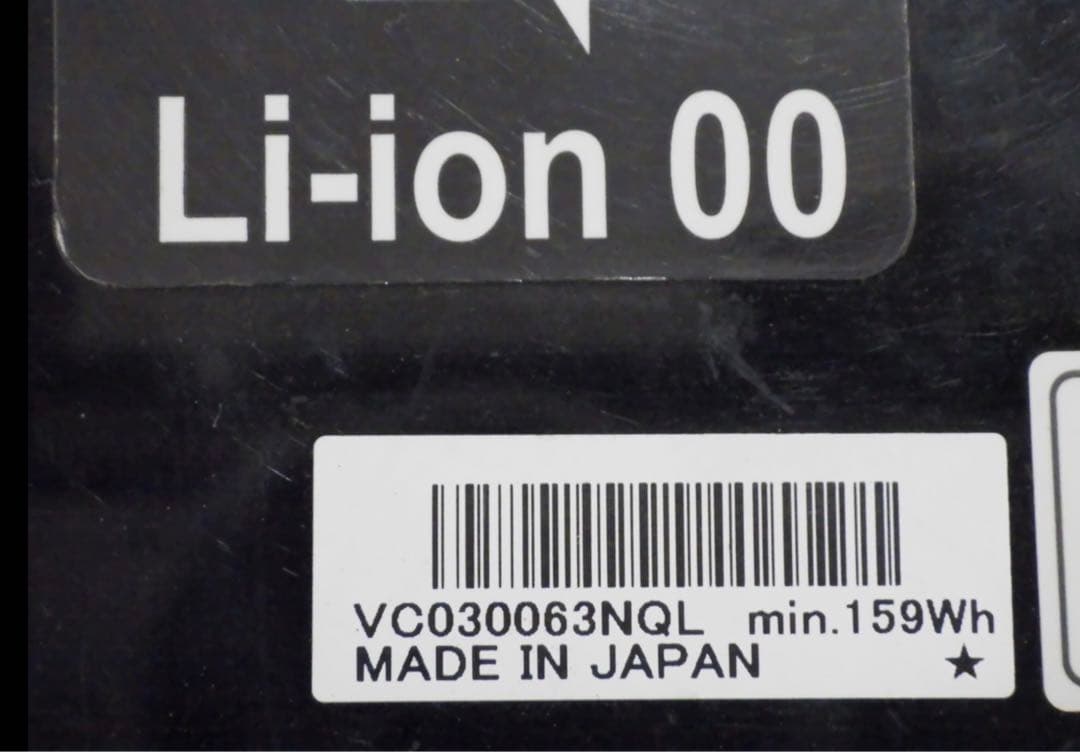 Li-ion 00
VC030063NQL min.159Wh
MADE IN JAPAN ★